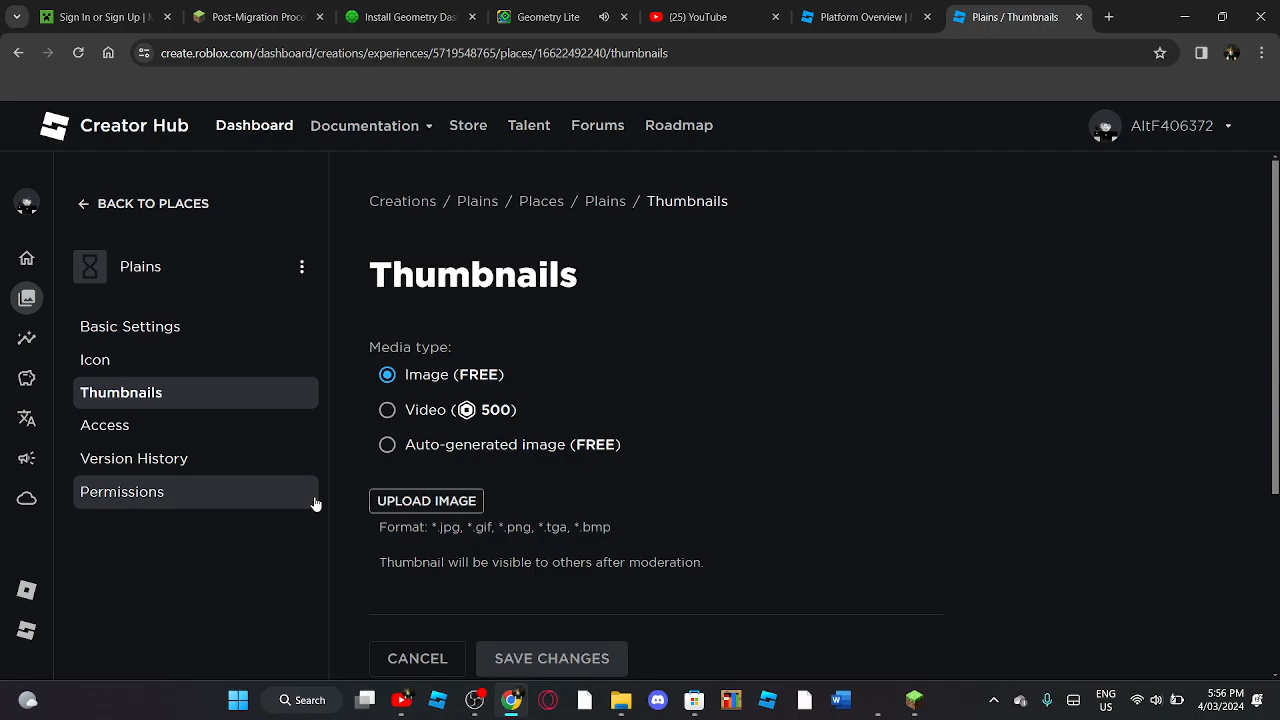 Sign Up | N
Post-Migration Proce
Install Geometry Das
Geometry Lite
(25) YouTube
Platform Overview | D
Plains / Thumbnails
create.roblox.com/dashboard/creations/experiences/5719548765/places/16622492240/thumbnails
Creator Hub
Dashboard
Documentation
Store
Talent
Forums
Roadmap
AltF406372
BACK TO PLACES
Plains
Basic Settings
Icon
Thumbnails
Access
Version History
Permissions
Creations / Plains / Places / Plains / Thumbnails
Thumbnails
Media type:
Image (FREE)
Video ( 500)
Auto-generated image (FREE)
UPLOAD IMAGE
Format: *.jpg, *.gif, *.png, *.tga, *.bmp
Thumbnail will be visible to others after moderation.
CANCEL
SAVE CHANGES
Search
ENG
US
5:56 PM
4/03/2024